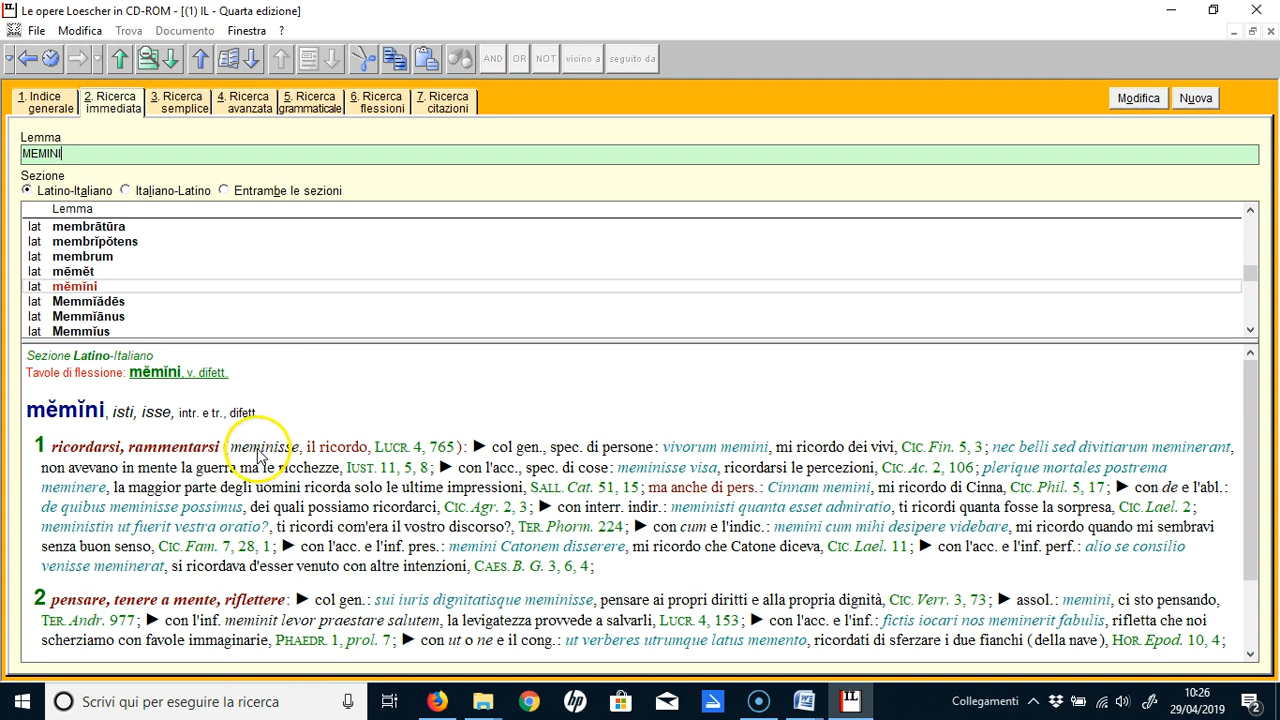 Le opere Loescher in CD-ROM - [(1) IL - Quarta edizione]
File Modifica Trova Documento Finestra ?
AND OR NOT vicino a seguito da
1. Indice generale 2. Ricerca immediata 3. Ricerca semplice 4. Ricerca avanzata 5. Ricerca grammaticale 6. Ricerca flessioni 7. Ricerca citazioni Modifica Nuova
Lemma
MEMINI
Sezione
Latino-Italiano Italiano-Latino Entrambe le sezioni
Lemma
lat membrātūra
lat membrĭpŏtens
lat membrum
lat mēmĕt
lat mĕmĭni
lat Memmĭădēs
lat Memmĭānus
lat Memmĭus
Sezione Latino-Italiano
Tavole di flessione: mĕmĭni, v. difett.
mĕmĭni, isti, isse, intr. e tr., difett.
1 ricordarsi, rammentarsi (meminisse, il ricordo, LUCR. 4, 765): ► col gen., spec. di persone: vivorum memini, mi ricordo dei vivi, CIC. Fin. 5, 3; nec belli sed divitiarum meminerant,
non avevano in mente la guerra ma le ricchezze, IUST. 11, 5, 8; ► con l'acc., spec. di cose: meminisse visa, ricordarsi le percezioni, CIC. Ac. 2, 106; plerique mortales postrema
meminere, la maggior parte degli uomini ricorda solo le ultime impressioni, SALL. Cat. 51, 15; ma anche di pers.: Cinnam memini, mi ricordo di Cinna, CIC. Phil. 5, 17; ► con de e l'abl.:
de quibus meminisse possimus, dei quali possiamo ricordarci, CIC. Agr. 2, 3; ► con interr. indir.: meministi quanta esset admiratio, ti ricordi quanta fosse la sorpresa, CIC. Lael. 2;
meministin ut fuerit vestra oratio?, ti ricordi com'era il vostro discorso?, TER. Phorm. 224; ► con cum e l'indic.: memini cum mihi desipere videbare, mi ricordo quando mi sembravi
senza buon senso, CIC. Fam. 7, 28, 1; ► con l'acc. e l'inf. pres.: memini Catonem disserere, mi ricordo che Catone diceva, CIC. Lael. 11; ► con l'acc. e l'inf. perf.: alio se consilio
venisse meminerat, si ricordava d'esser venuto con altre intenzioni, CAES. B. G. 3, 6, 4;
2 pensare, tenere a mente, riflettere: ► col gen.: sui iuris dignitatisque meminisse, pensare ai propri diritti e alla propria dignità, CIC. Verr. 3, 73; ► assol.: memini, ci sto pensando,
TER. Andr. 977; ► con l'inf.: meminit levor praestare salutem, la levigatezza provvede a salvarli, LUCR. 4, 153; ► con l'acc. e l'inf.: fictis iocari nos meminerit fabulis, rifletta che noi
scherziamo con favole immaginarie, PHAEDR. 1, prol. 7; ► con ut o ne e il cong.: ut verberes utrumque latus memento, ricordati di sferzare i due fianchi (della nave), HOR. Epod. 10, 4;
Scrivi qui per eseguire la ricerca Collegamenti 10:26
29/04/2019